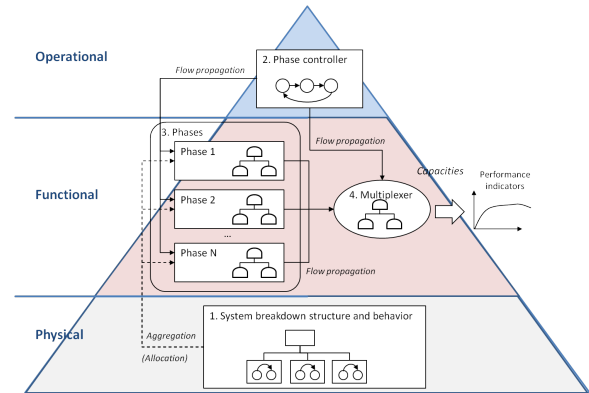 Operational
2. Phase controller
Flow propagation
3. Phases
Flow propagation
Phase 1
Capacities
Performance
indicators
Functional
4. Multiplexer
Phase 2
...
Phase N
Flow propagation
1. System breakdown structure and behavior
Physical
Aggregation
(Allocation)